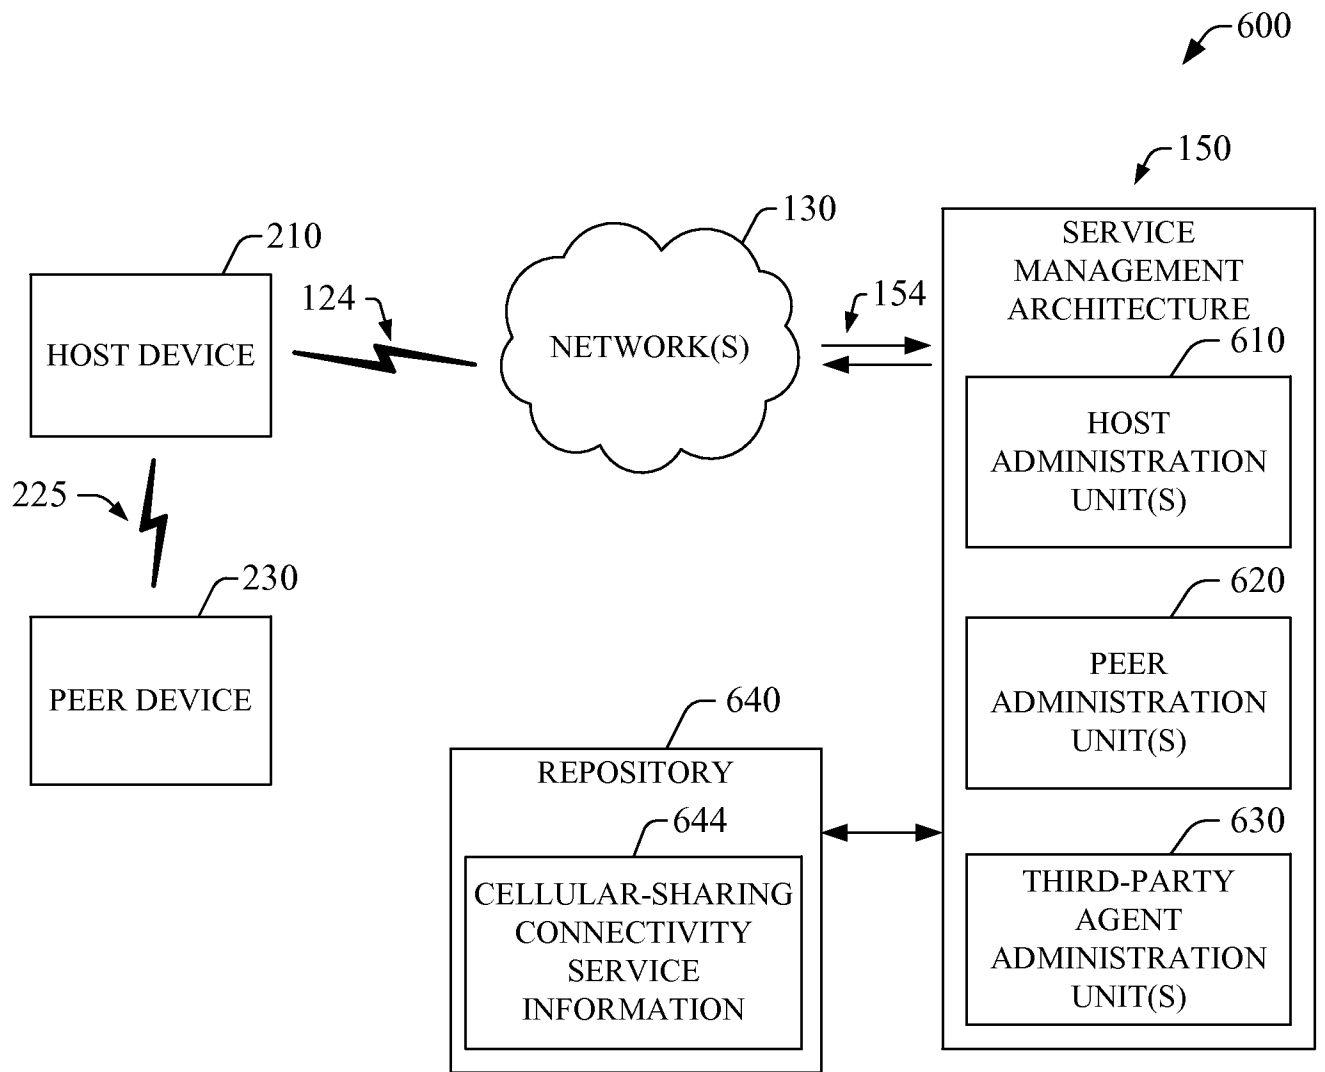 600
150
130
210
SERVICE
MANAGEMENT
ARCHITECTURE
124
154
HOST DEVICE
NETWORK(S)
610
HOST
ADMINISTRATION
UNIT(S)
225
230
620
PEER DEVICE
PEER
ADMINISTRATION
UNIT(S)
640
REPOSITORY
644
630
CELLULAR-SHARING
CONNECTIVITY
SERVICE
INFORMATION
THIRD-PARTY
AGENT
ADMINISTRATION
UNIT(S)